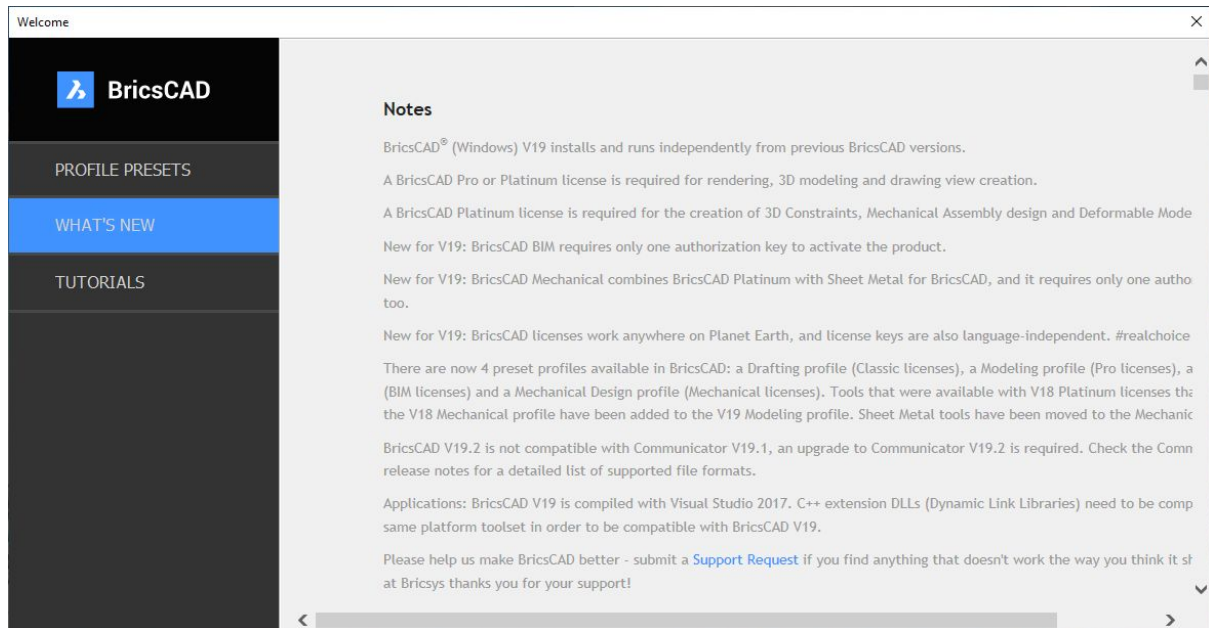 Welcome
BricsCAD
PROFILE PRESETS
WHAT'S NEW
TUTORIALS
Notes
BricsCAD® (Windows) V19 installs and runs independently from previous BricsCAD versions.
A BricsCAD Pro or Platinum license is required for rendering, 3D modeling and drawing view creation.
A BricsCAD Platinum license is required for the creation of 3D Constraints, Mechanical Assembly design and Deformable Mode
New for V19: BricsCAD BIM requires only one authorization key to activate the product.
New for V19: BricsCAD Mechanical combines BricsCAD Platinum with Sheet Metal for BricsCAD, and it requires only one autho
too.
New for V19: BricsCAD licenses work anywhere on Planet Earth, and license keys are also language-independent. #realchoice
There are now 4 preset profiles available in BricsCAD: a Drafting profile (Classic licenses), a Modeling profile (Pro licenses), a
(BIM licenses) and a Mechanical Design profile (Mechanical licenses). Tools that were available with V18 Platinum licenses
the V18 Mechanical profile have been added to the V19 Modeling profile. Sheet Metal tools have been moved to the Mechanic
BricsCAD V19.2 is not compatible with Communicator V19.1, an upgrade to Communicator V19.2 is required. Check the Comm
release notes for a detailed list of supported file formats.
Applications: BricsCAD V19 is compiled with Visual Studio 2017. C++ extension DLLs (Dynamic Link Libraries) need to be comp
same platform toolset in order to be compatible with BricsCAD V19.
Please help us make BricsCAD better - submit a Support Request if you find anything that doesn't work the way you think it
at Bricsys thanks you for your support!